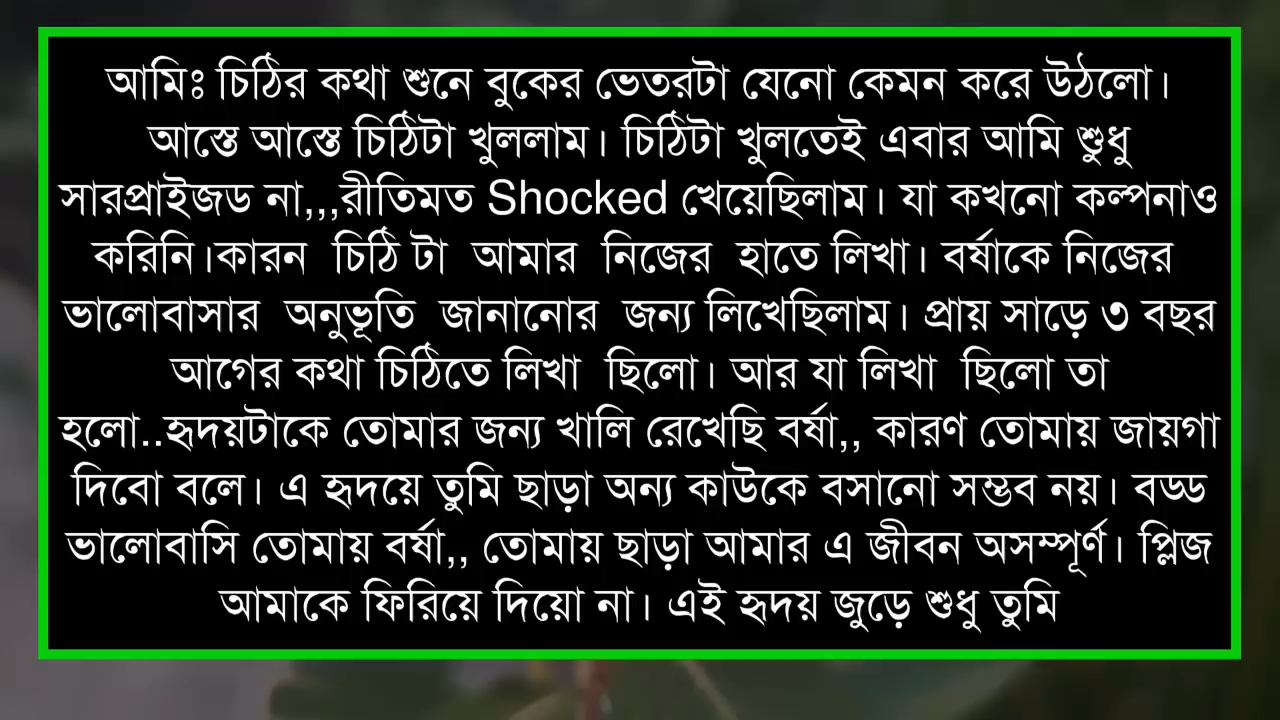 আমিঃ চিঠির কথা শুনে বুকের ভেতরটা যেনো কেমন করে উঠলো।
আস্তে আস্তে চিঠিটা খুললাম। চিঠিটা খুলতেই এবার আমি শুধু
সারপ্রাইজড না,,,রীতিমত Shocked খেয়েছিলাম। যা কখনো কল্পনাও
করিনি।কারন চিঠি টা আমার নিজের হাতে লিখা। বর্ষাকে নিজের
ভালোবাসার অনুভূতি জানানোর জন্য লিখেছিলাম। প্রায় সাড়ে ৩ বছর
আগের কথা চিঠিতে লিখা ছিলো। আর যা লিখা ছিলো তা
হলো..হৃদয়টাকে তোমার জন্য খালি রেখেছি বর্ষা,, কারণ তোমায় জায়গা
দিবো বলে। এ হৃদয়ে তুমি ছাড়া অন্য কাউকে বসানো সম্ভব নয়। বড্ড
ভালোবাসি তোমায় বর্ষা,, তোমায় ছাড়া আমার এ জীবন অসম্পূর্ণ। প্লিজ
আমাকে ফিরিয়ে দিয়ো না। এই হৃদয় জুড়ে শুধু তুমি